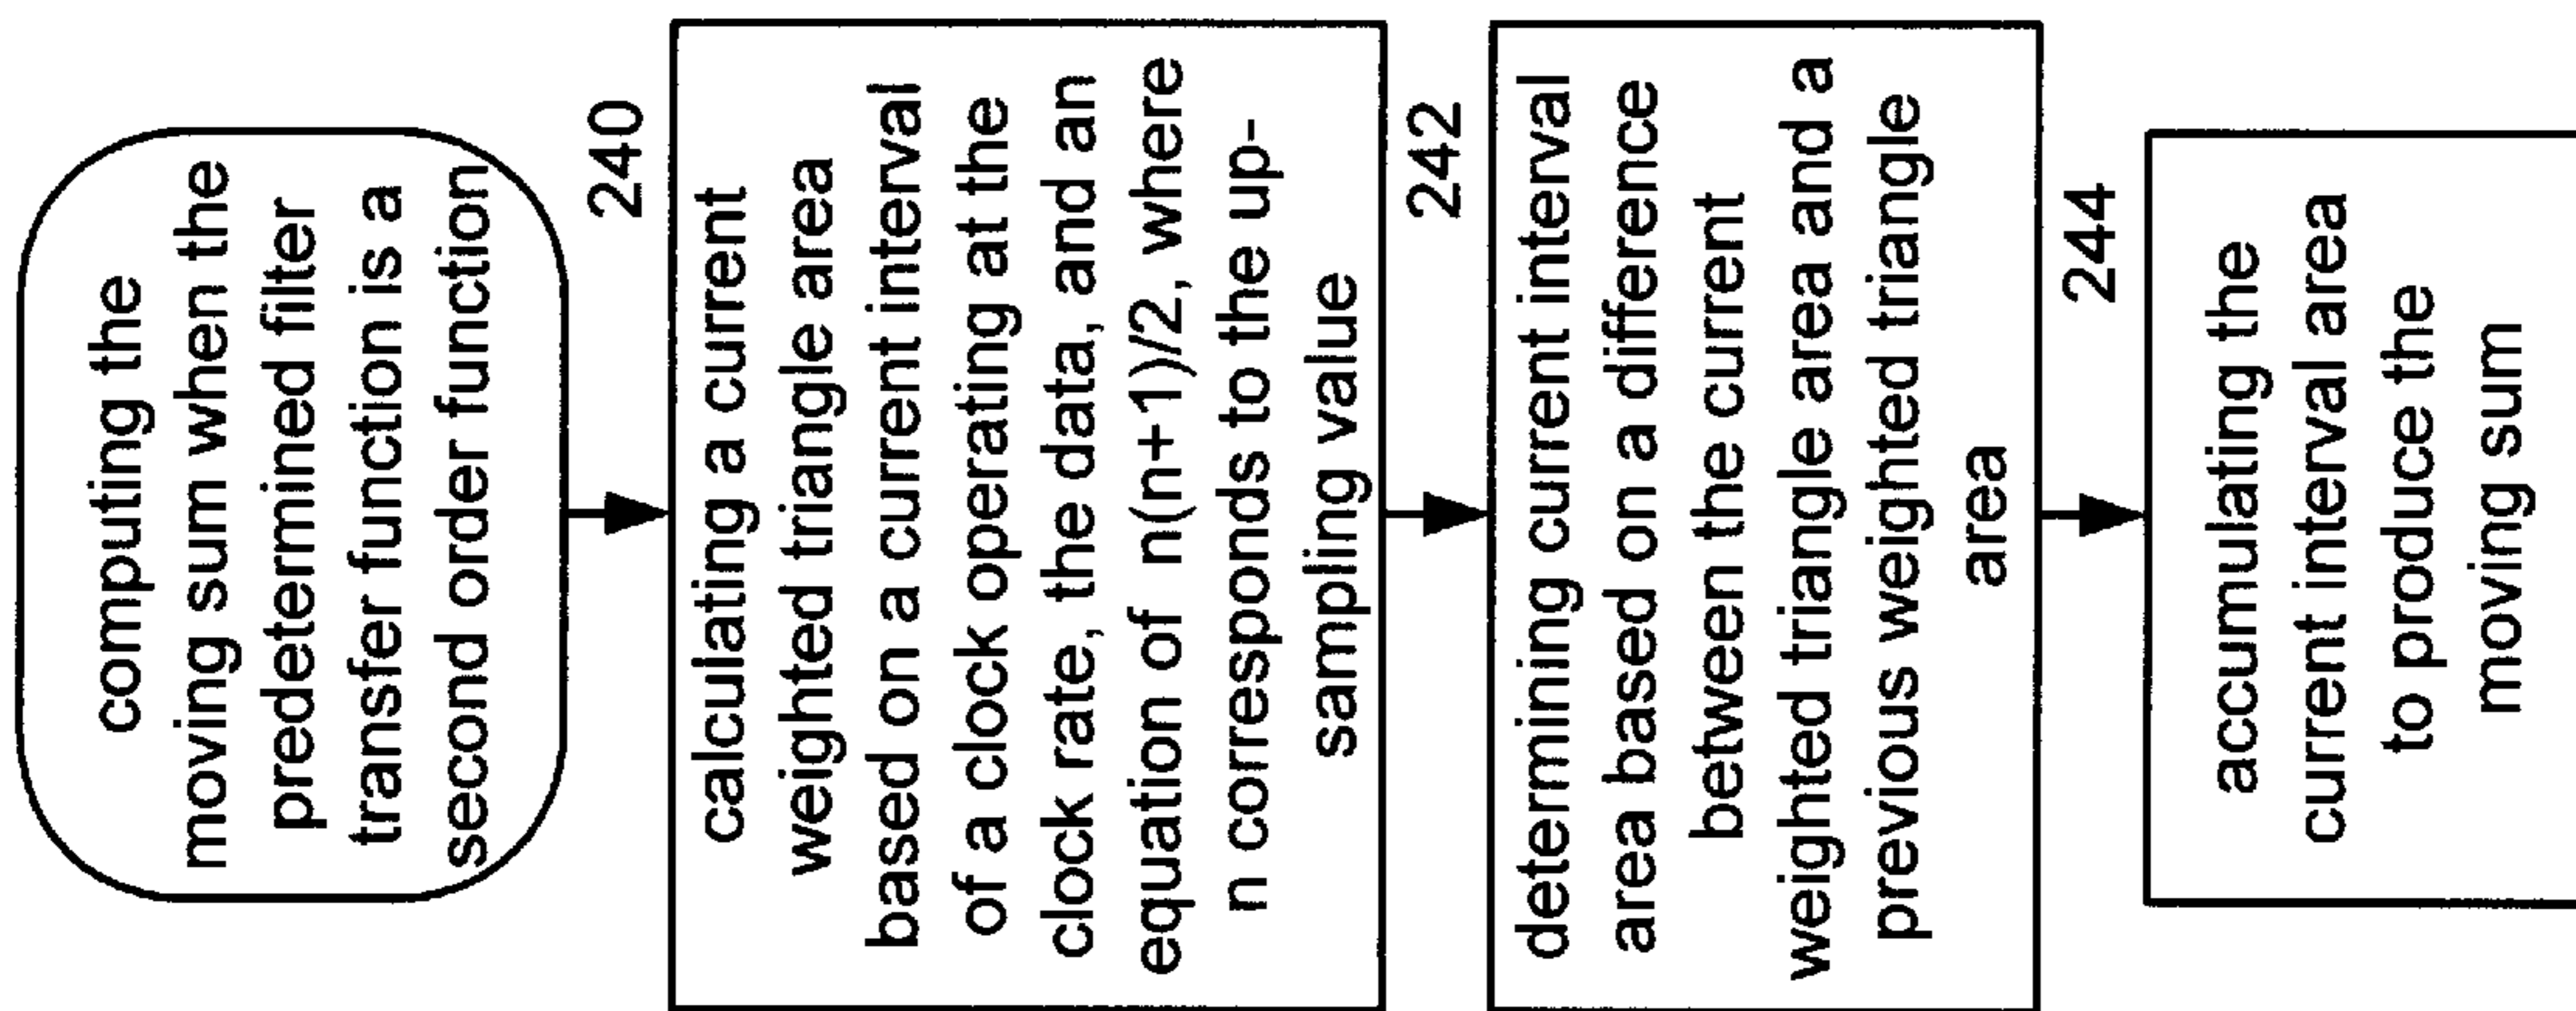 computing the
moving sum when the
predetermined filter
transfer function is a
second order function
240
calculating a current
weighted triangle area
based on a current interval
of a clock operating at the
clock rate, the data, and an
equation of n(n+1)/2, where
n corresponds to the up-
sampling value
242
determining current interval
area based on a difference
between the current
weighted triangle area and a
previous weighted triangle
area
244
accumulating the
current interval area
to produce the
moving sum